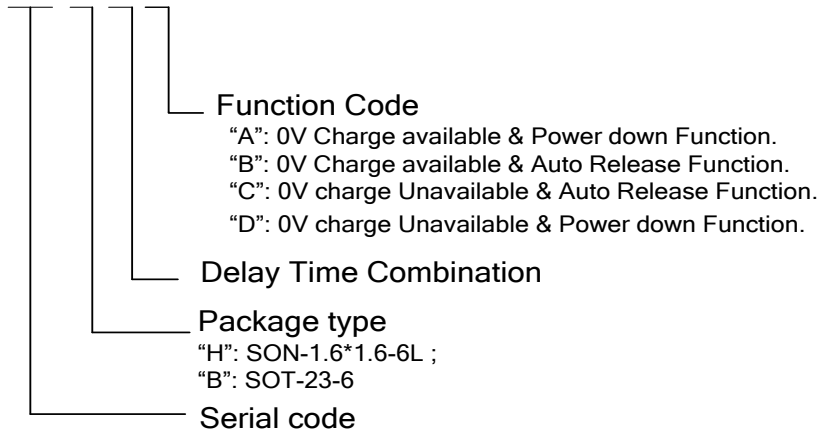 Function Code
“A”: 0V Charge available & Power down Function.
“B”: 0V Charge available & Auto Release Function.
“C”: 0V charge Unavailable & Auto Release Function.
“D”: 0V charge Unavailable & Power down Function.
Delay Time Combination
Package type
“H”: SON-1.6*1.6-6L ;
“B”: SOT-23-6
Serial code